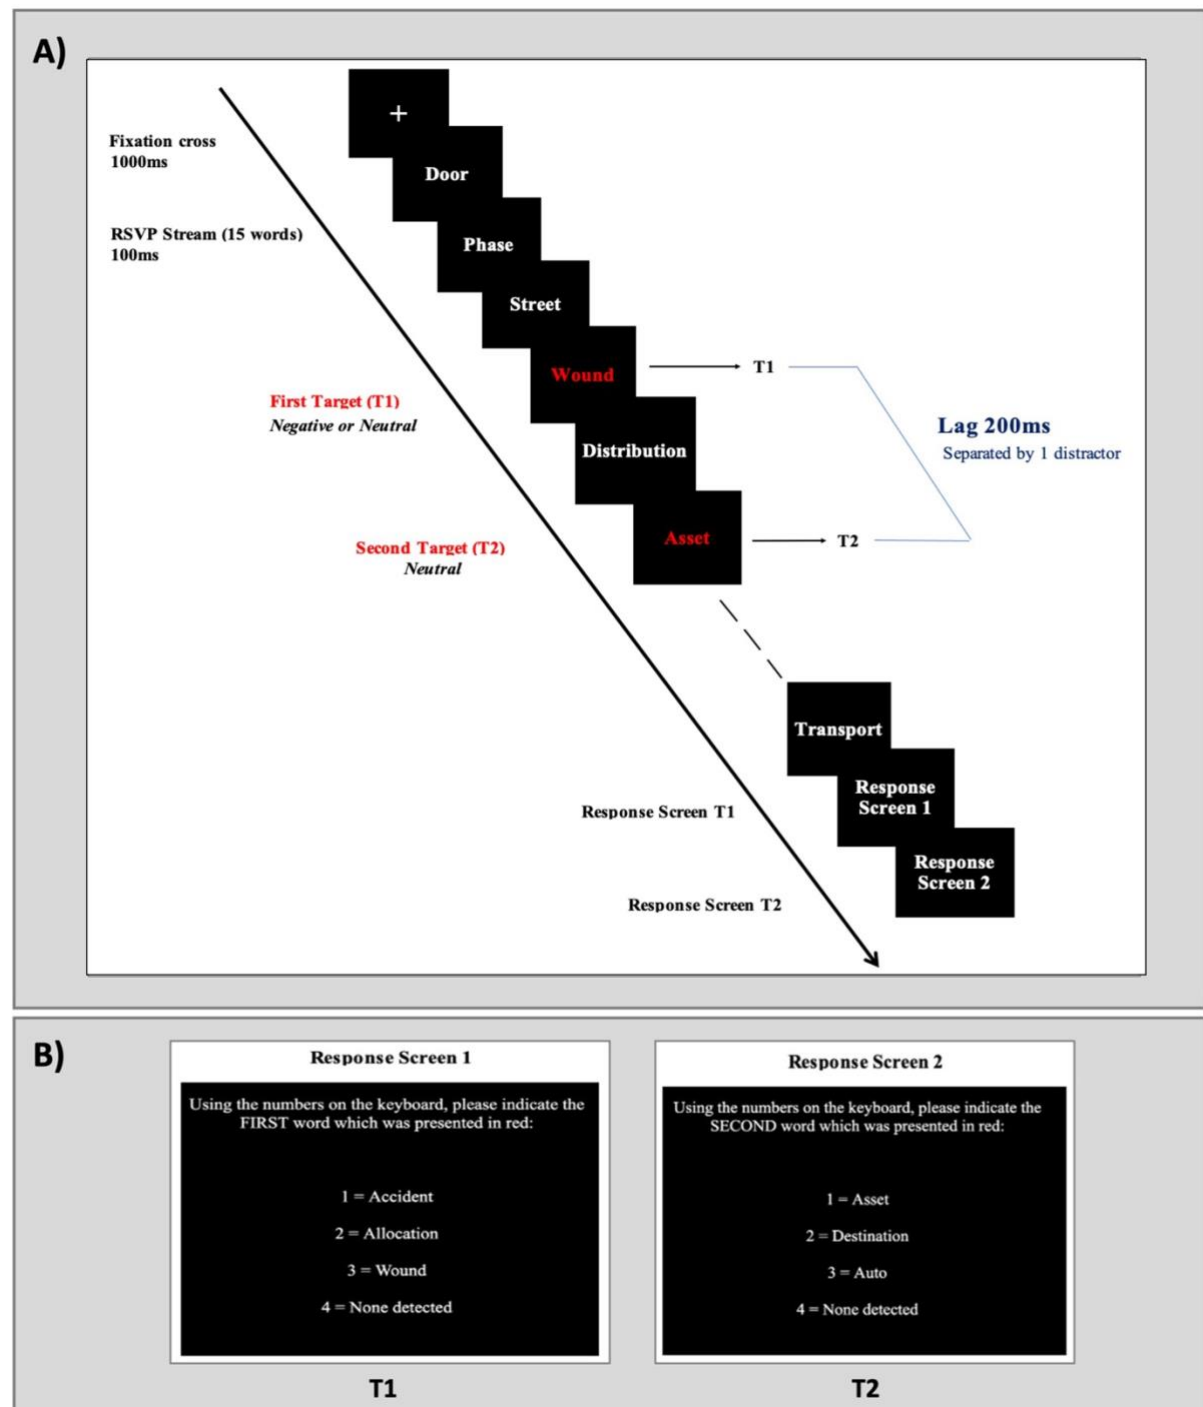 A)
+
Fixation cross
1000ms
Door
RSVP Stream (15 words)
100ms
Phase
Street
Wound
T1
First Target (T1)
Negative or Neutral
Lag 200ms
Separated by 1 distractor
Distribution
Asset
T2
Second Target (T2)
Neutral
Transport
Response Screen T1
Response
Screen 1
Response Screen T2
Response
Screen 2
B)
Response Screen 1
Using the numbers on the keyboard, please indicate the
FIRST word which was presented in red:
1 = Accident
2 = Allocation
3 = Wound
4 = None detected
T1
Response Screen 2
Using the numbers on the keyboard, please indicate the
SECOND word which was presented in red:
1 = Asset
2 = Destination
3 = Auto
4 = None detected
T2